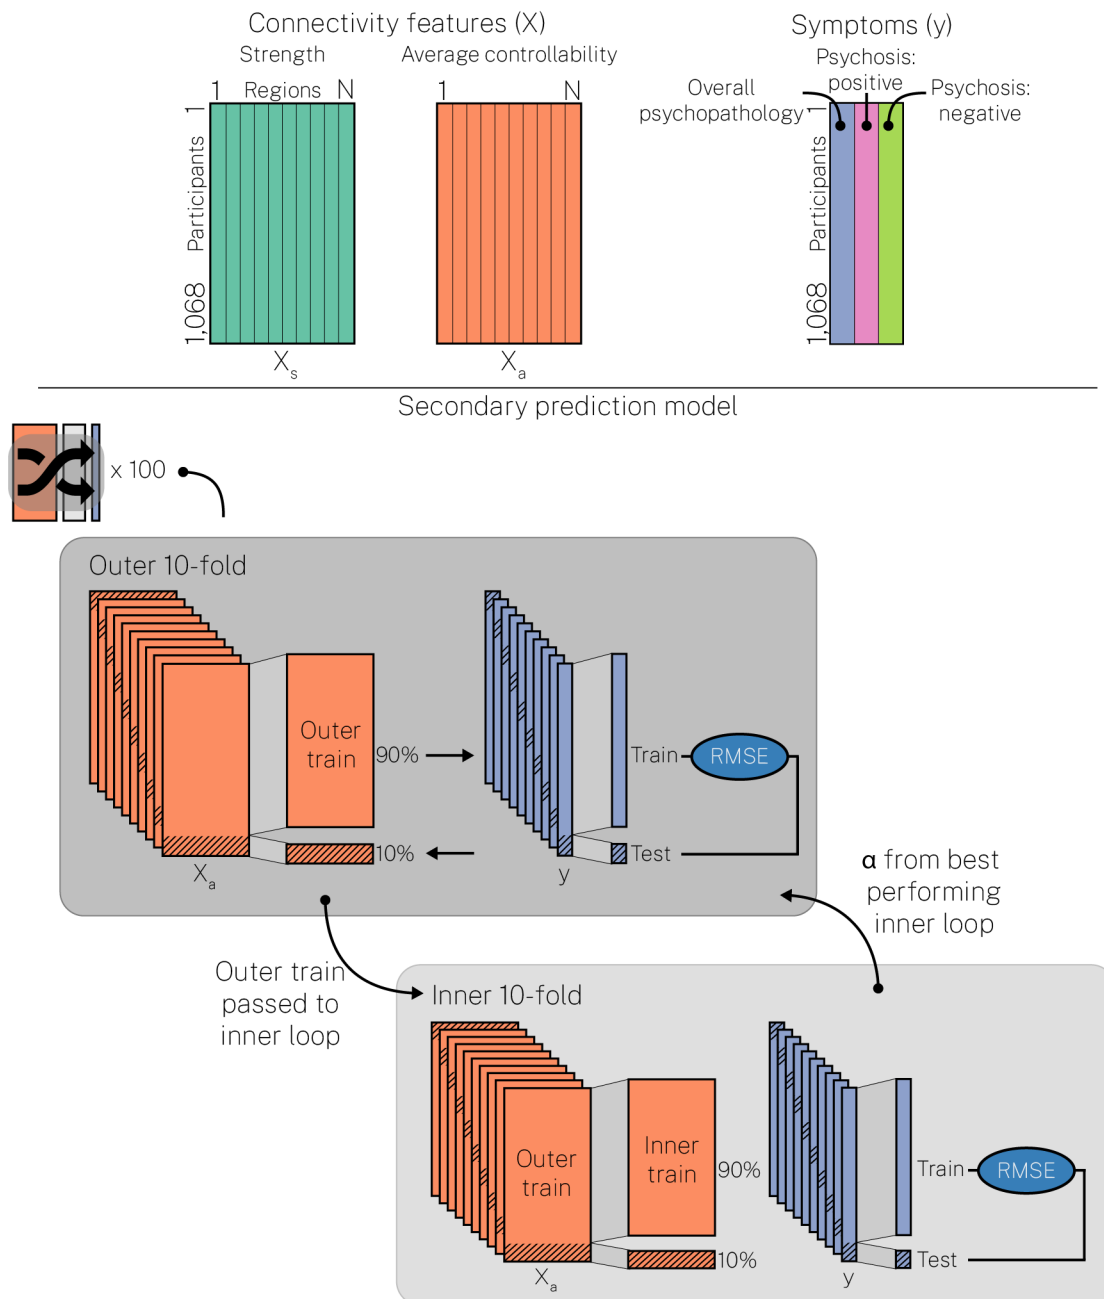 Connectivity features (X)
Symptoms (y)
Strength
Average controllability
Psychosis:
positive
1 Regions N
1 N
Overall
psychopathology
Psychosis:
negative
1
Participants
1,068
1
Participants
1,068
Xs
Xa
Secondary prediction model
x 100
Outer 10-fold
Outer
train
90%
Train
RMSE
10%
Test
Xa
y
α from best
performing
inner loop
Outer train
passed to
inner loop
Inner 10-fold
Outer
train
Inner
train
90%
Train
RMSE
10%
Test
Xa
y